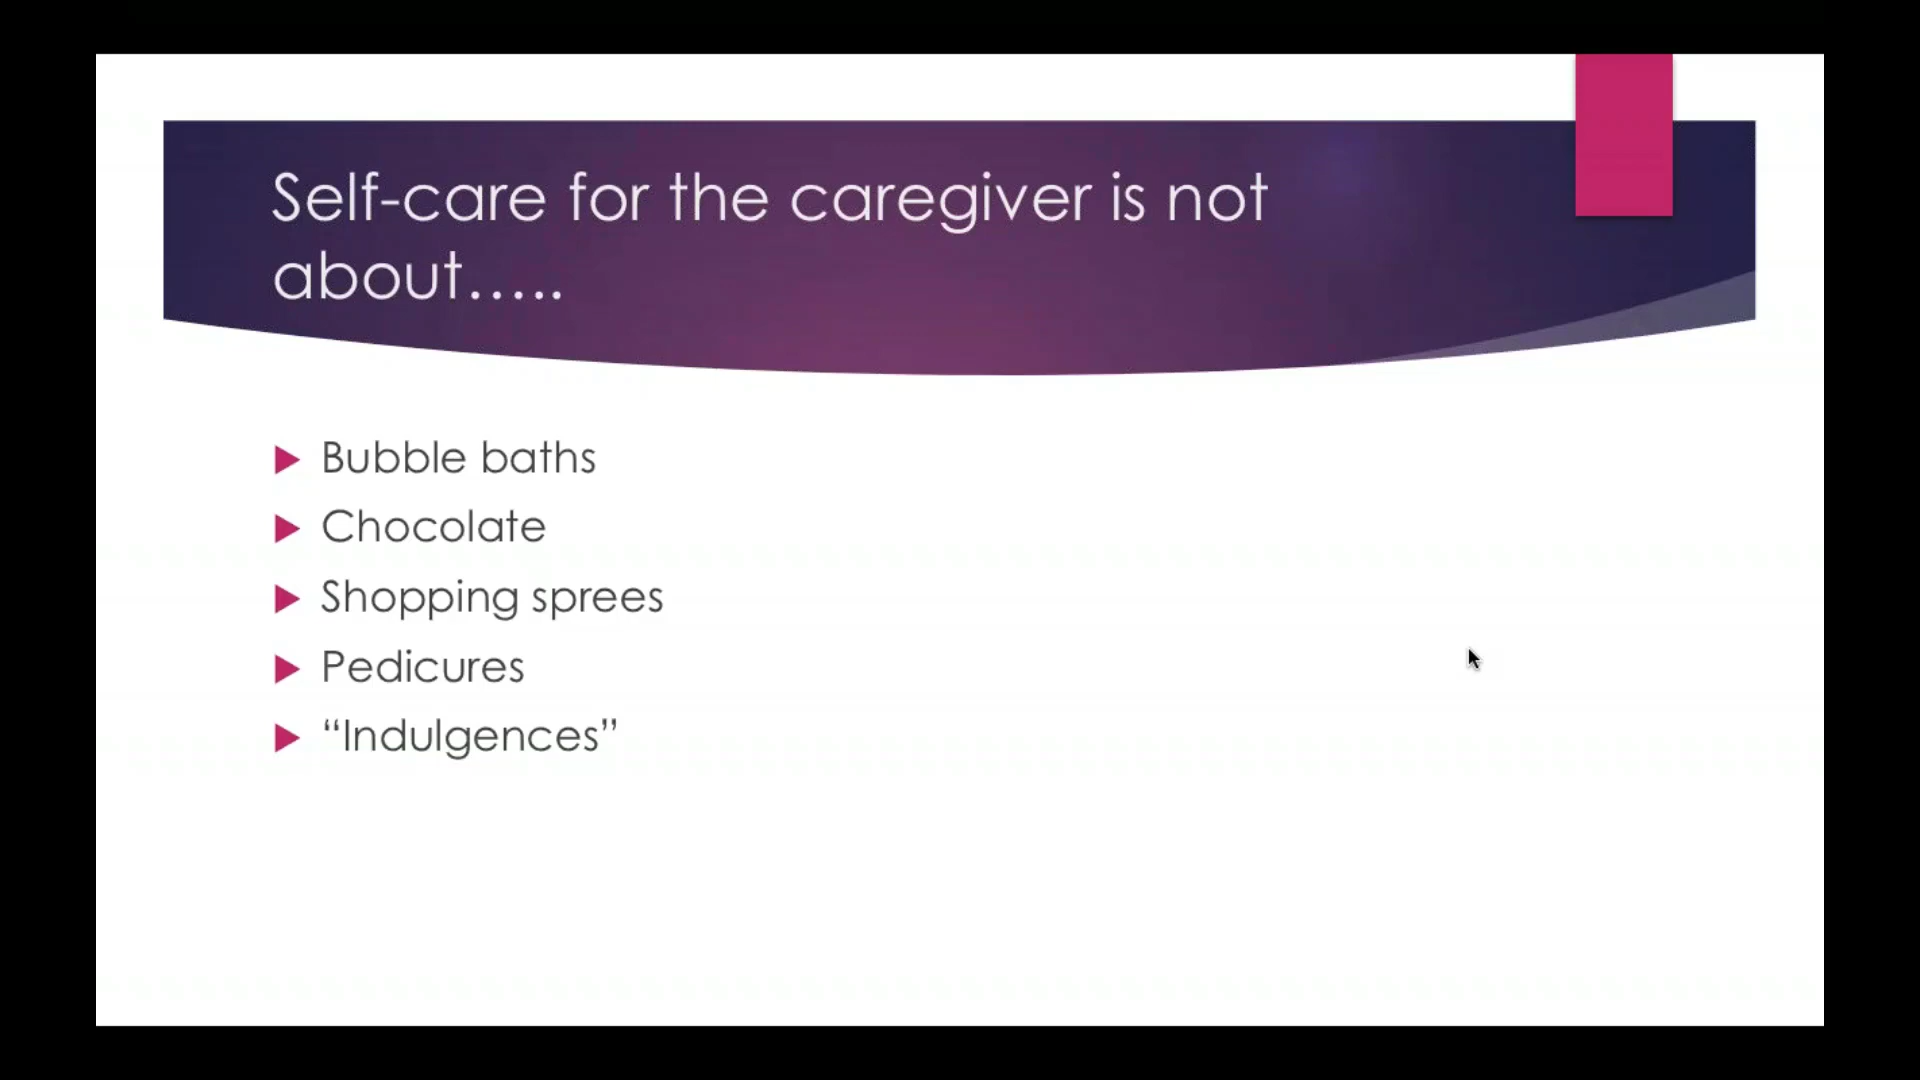 Self-care for the caregiver is not
about.....
Bubble baths
Chocolate
Shopping sprees
Pedicures
“Indulgences”